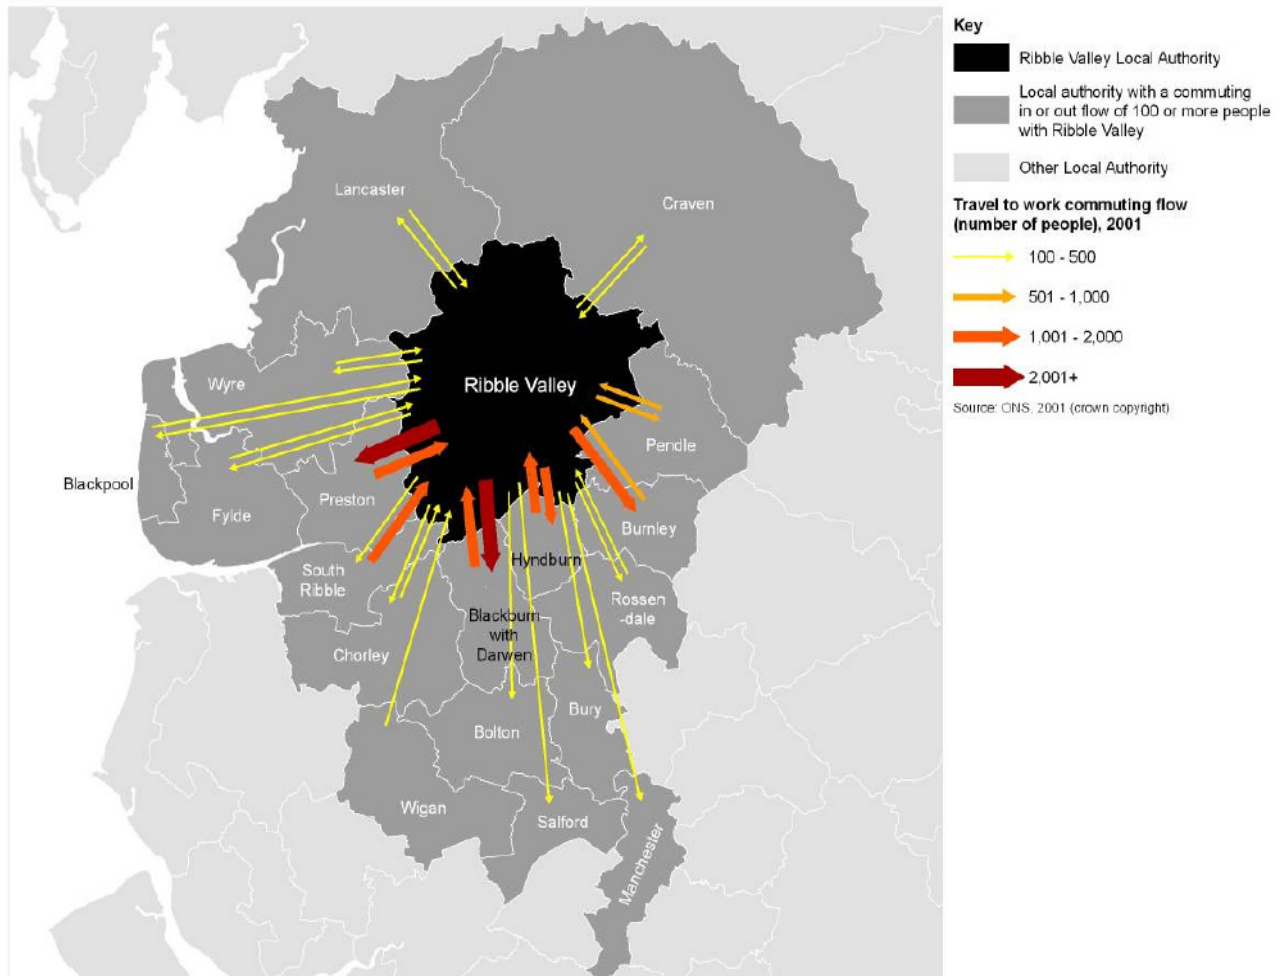 Key
Ribble Valley Local Authority
Local authority with a commuting
in or out flow of 100 or more people
with Ribble Valley
Other Local Authority
Travel to work commuting flow
(number of people), 2001
100 - 500
501 - 1,000
1,001 - 2,000
2,001+
Source: ONS, 2001 (crown copyright)
Lancaster
Craven
Wyre
Ribble Valley
Pendle
Blackpool
Fylde
Preston
Burnley
Hyndburn
South
Ribble
Rossen
-dale
Blackburn
with
Darwen
Chorley
Bury
Bolton
Wigan
Salford
Manchester